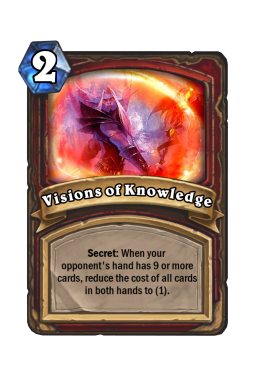 2
Visions of Knowledge
Secret: When your
opponent's hand has 9 or more
cards, reduce the cost of all cards
in both hands to (1).